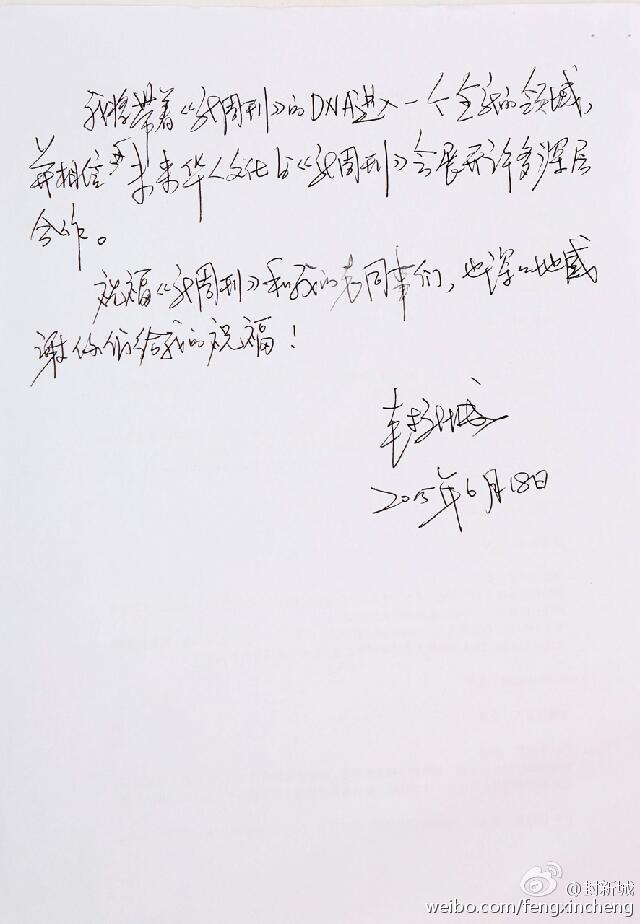 我将带着《新周刊》的DNA进入一个全新的领域,
并相信未来华人文化与《新周刊》会展开许多深层
合作。
祝福《新周刊》和我的老同事们,也深深地感
谢你们给我的祝福!
封新城
2015年6月18日
@封新城
weibo.com/fengxincheng